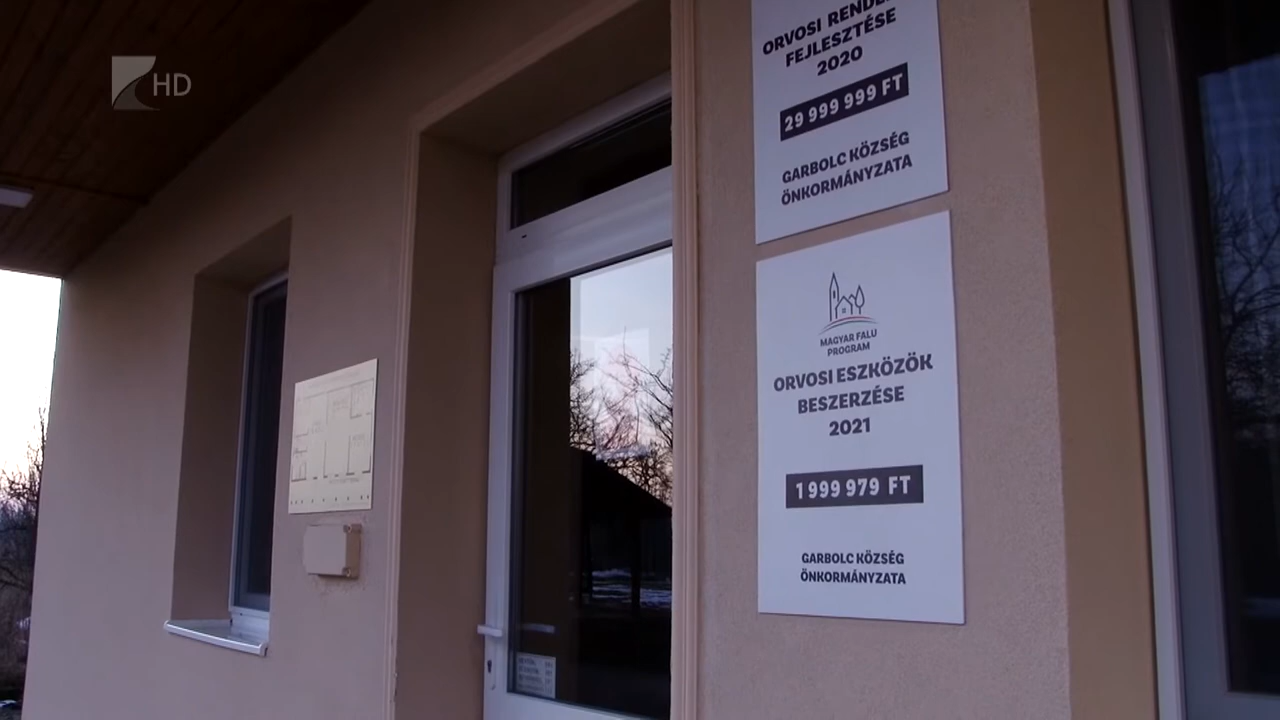 HD
ORVOSI
FEJLESZTÉSE
2020
29 999 999 FT
GARBOLC KÖZSÉG
ÖNKORMÁNYZATA
MAGYAR FALU
PROGRAM
ORVOSI ESZKÖZÖK
BESZERZÉSE
2021
1 999 979 FT
GARBOLC KÖZSÉG
ÖNKORMÁNYZATA